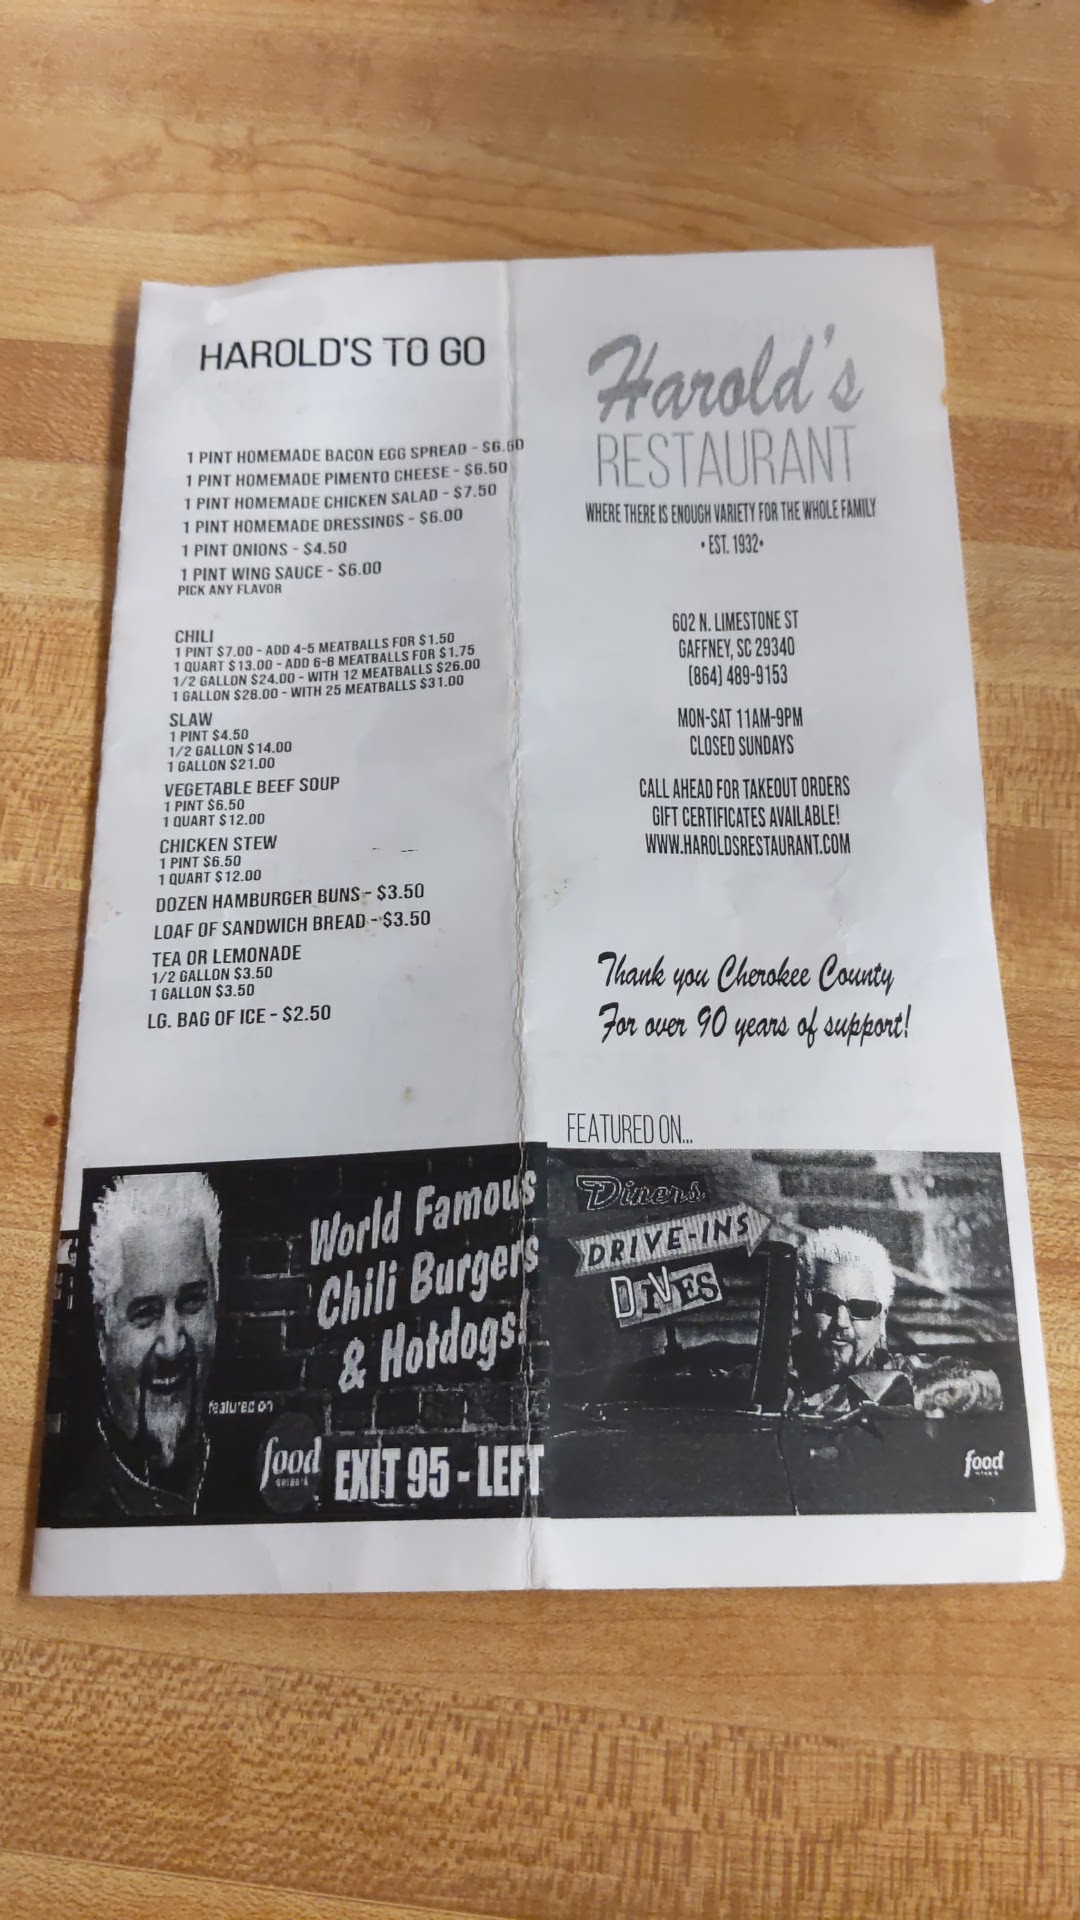 HAROLD'S TO GO
1 PINT HOMEMADE BACON EGG SPREAD - $6.50
1 PINT HOMEMADE PIMENTO CHEESE - $6.50
1 PINT HOMEMADE CHICKEN SALAD - $7.50
1 PINT HOMEMADE DRESSINGS - $6.00
1 PINT ONIONS - $4.50
1 PINT WING SAUCE - $6.00
PICK ANY FLAVOR
CHILI
1 PINT $7.00 - ADD 4-5 MEATBALLS FOR $1.50
1 QUART $13.00 - ADD 6-8 MEATBALLS FOR $1.75
1/2 GALLON $24.00 - WITH 12 MEATBALLS $26.00
1 GALLON $28.00 - WITH 25 MEATBALLS $31.00
SLAW
1 PINT $4.50
1/2 GALLON $14.00
1 GALLON $21.00
VEGETABLE BEEF SOUP
1 PINT $6.50
1 QUART $12.00
CHICKEN STEW
1 PINT $6.50
1 QUART $12.00
DOZEN HAMBURGER BUNS - $3.50
LOAF OF SANDWICH BREAD - $3.50
TEA OR LEMONADE
1/2 GALLON $3.50
1 GALLON $3.50
LG. BAG OF ICE - $2.50
World Famous
Chili Burgers
& Hotdogs!
featured on
food
EXIT 95 - LEFT
Harold's
RESTAURANT
WHERE THERE IS ENOUGH VARIETY FOR THE WHOLE FAMILY
• EST. 1932•
602 N. LIMESTONE ST
GAFFNEY, SC 29340
(864) 489-9153
MON-SAT 11AM-9PM
CLOSED SUNDAYS
CALL AHEAD FOR TAKEOUT ORDERS
GIFT CERTIFICATES AVAILABLE!
WWW.HAROLDSRESTAURANT.COM
Thank you Cherokee County
For over 90 years of support!
FEATURED ON...
Diners
DRIVE-INS
DIVES
food